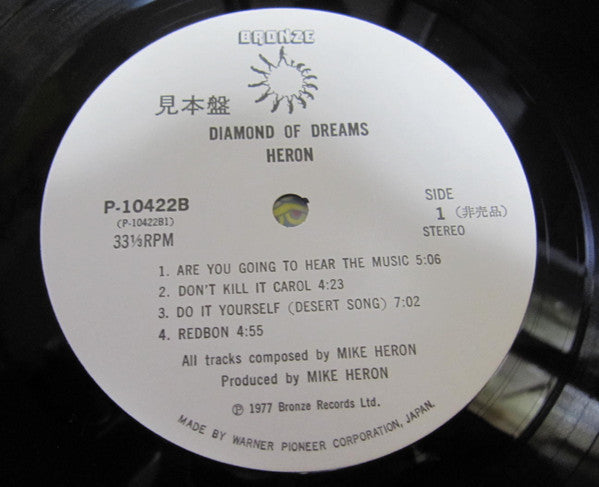 BRONZE
見本盤
DIAMOND OF DREAMS
HERON
P-10422B
(P-10422B1)
33⅓RPM
SIDE
1 (非売品)
STEREO
1. ARE YOU GOING TO HEAR THE MUSIC 5:06
2. DON'T KILL IT CAROL 4:23
3. DO IT YOURSELF (DESERT SONG) 7:02
4. REDBON 4:55
All tracks composed by MIKE HERON
Produced by MIKE HERON
Ⓟ 1977 Bronze Records Ltd.
MADE BY WARNER PIONEER CORPORATION, JAPAN.